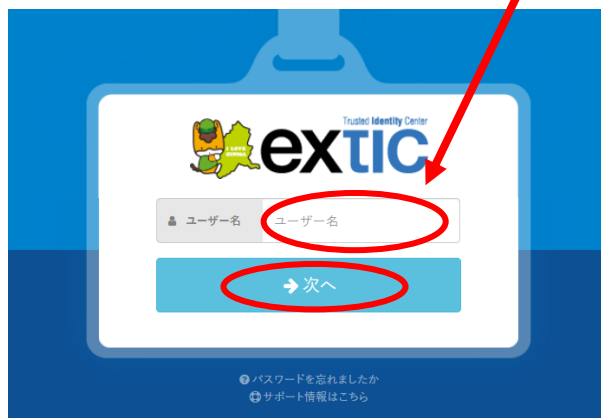 Trusted Identity Center
I LOVE
GUNMA
extic
ユーザー名
ユーザー名
次へ
パスワードを忘れましたか
サポート情報はこちら